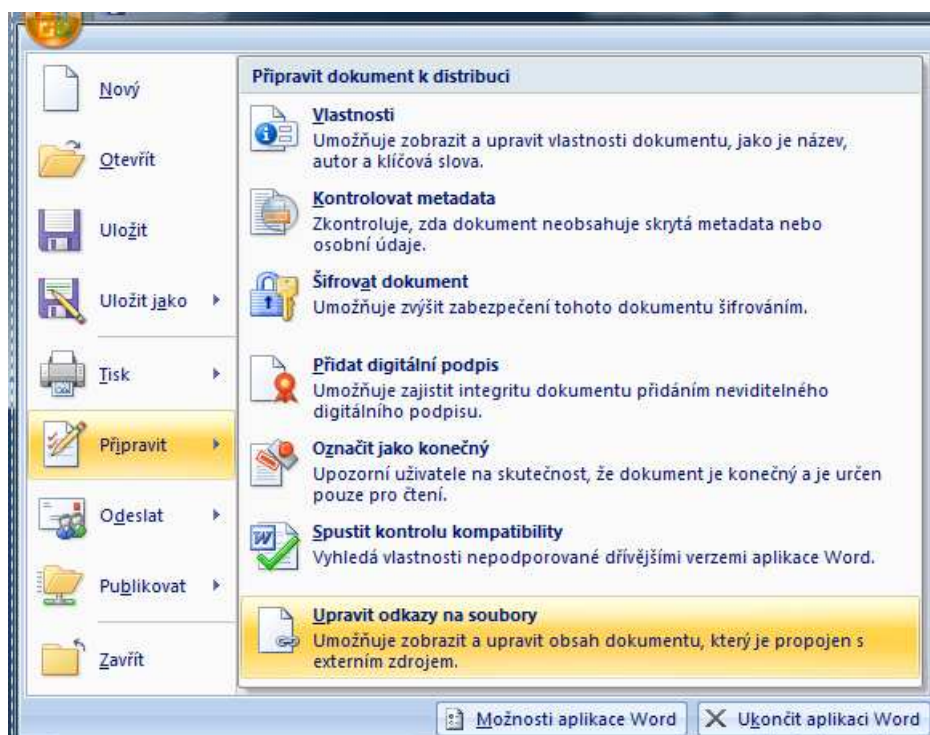 Nový
Otevřít
Uložit
Uložit jako
Tisk
Připravit
Odeslat
Publikovat
Zavřít
Připravit dokument k distribuci
Vlastnosti
Umožňuje zobrazit a upravit vlastnosti dokumentu, jako je název,
autor a klíčová slova.
Kontrolovat metadata
Zkontroluje, zda dokument neobsahuje skrytá metadata nebo
osobní údaje.
Šifrovat dokument
Umožňuje zvýšit zabezpečení tohoto dokumentu šifrováním.
Přidat digitální podpis
Umožňuje zajistit integritu dokumentu přidáním neviditelného
digitálního podpisu.
Označit jako konečný
Upozorní uživatele na skutečnost, že dokument je konečný a je určen
pouze pro čtení.
Spustit kontrolu kompatibility
Vyhledá vlastnosti nepodporované dřívějšími verzemi aplikace Word.
Upravit odkazy na soubory
Umožňuje zobrazit a upravit obsah dokumentu, který je propojen s
externím zdrojem.
Možnosti aplikace Word
Ukončit aplikaci Word